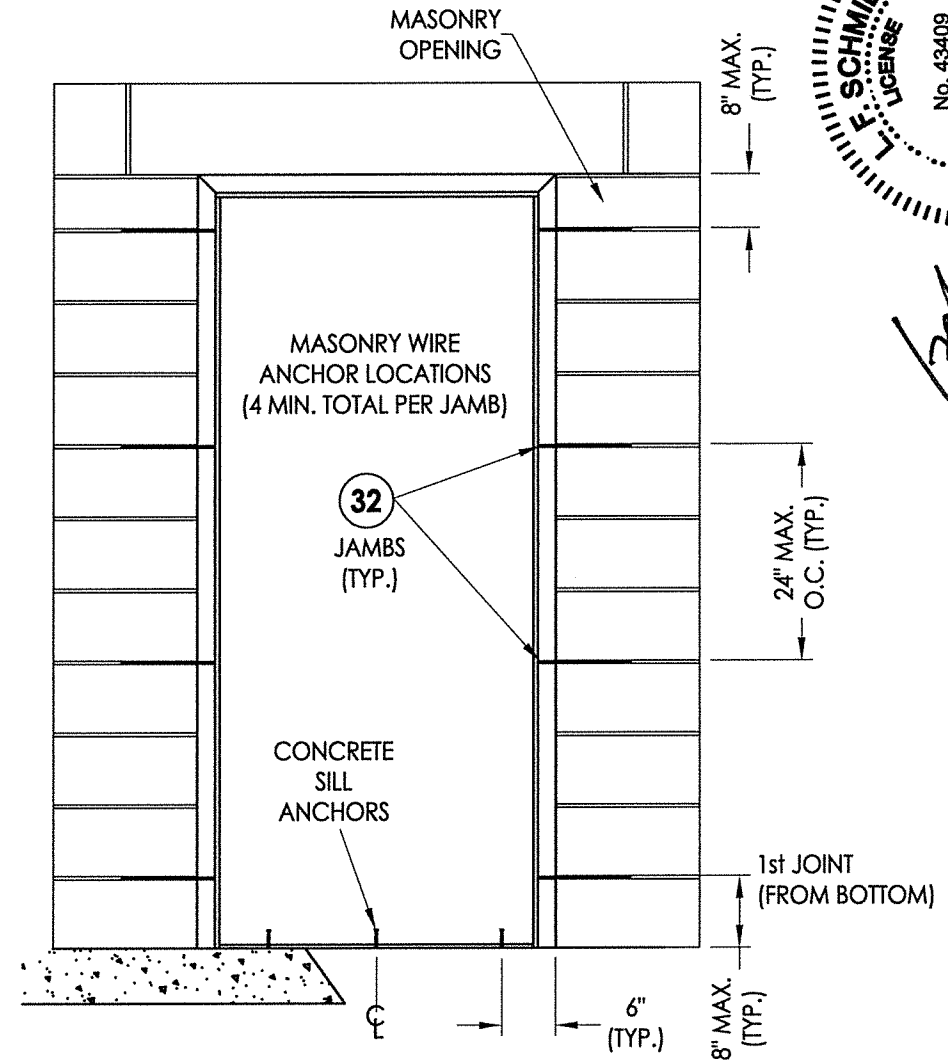 MASONRY
OPENING
8" MAX.
(TYP.)
L. F. SCHMI
LICENSE
No. 43409
MASONRY WIRE
ANCHOR LOCATIONS
(4 MIN. TOTAL PER JAMB)
32
JAMBS
(TYP.)
24" MAX.
O.C. (TYP.)
CONCRETE
SILL
ANCHORS
1st JOINT
(FROM BOTTOM)
℄
6"
(TYP.)
8" MAX.
(TYP.)